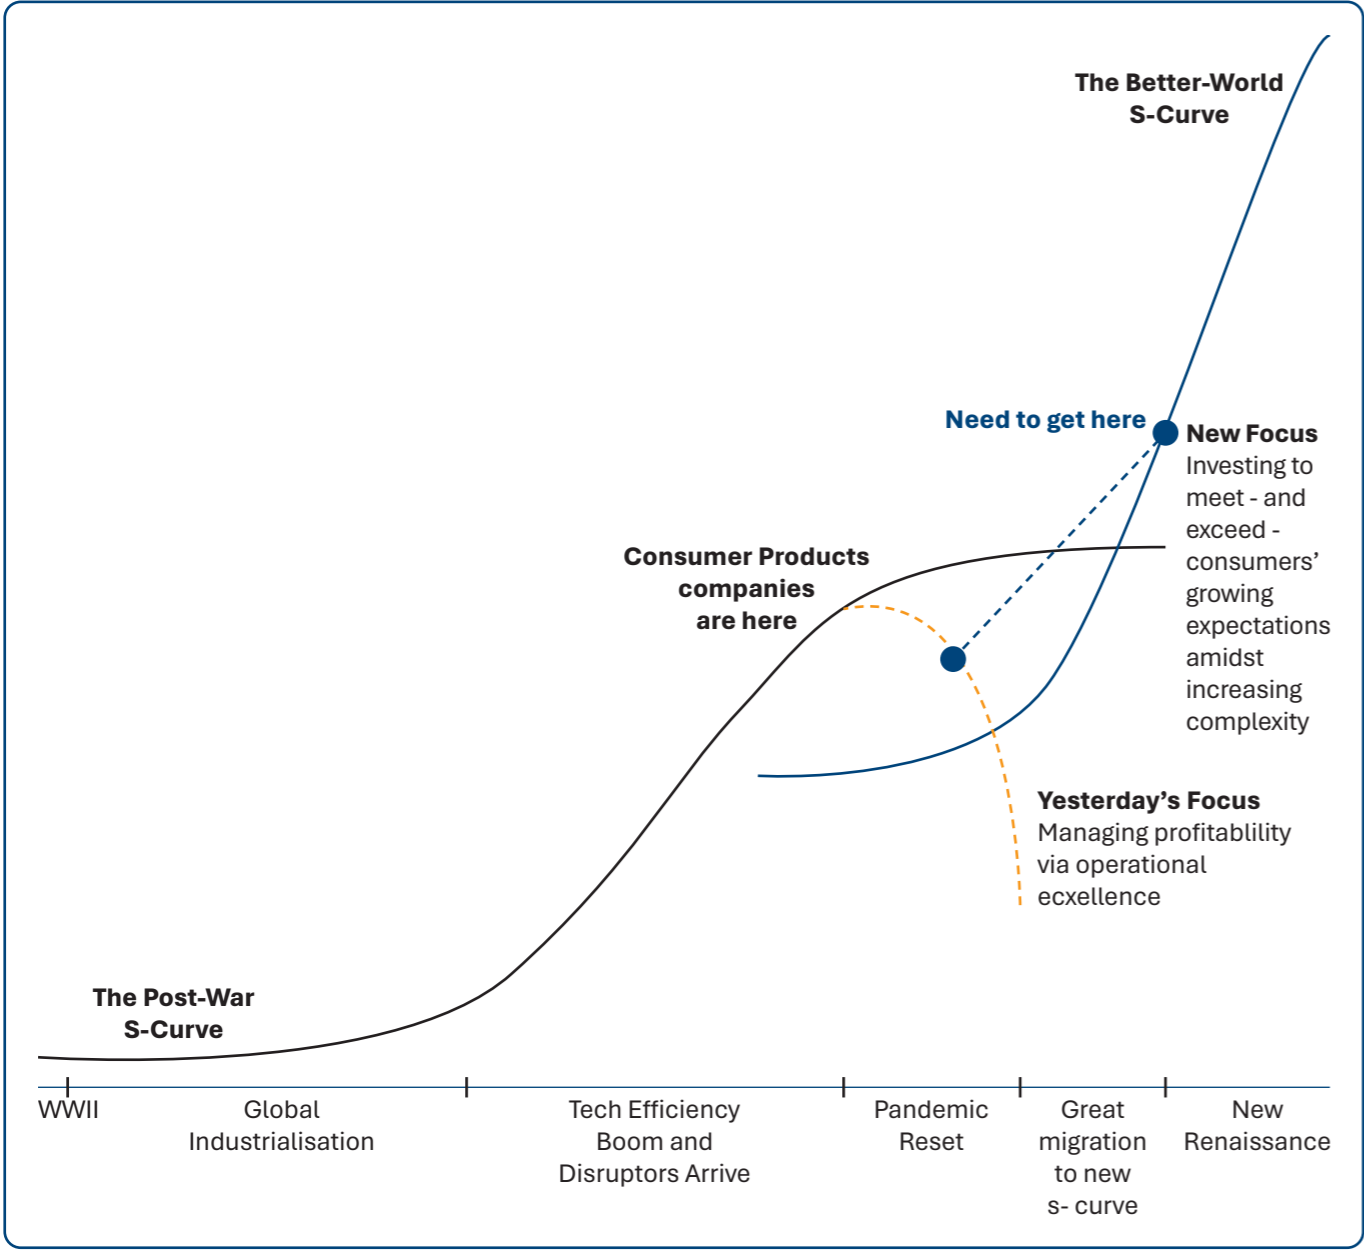 The Better-World
S-Curve
Need to get here
New Focus
Investing to
meet - and
exceed -
consumers’
growing
expectations
amidst
increasing
complexity
Consumer Products
companies
are here
Yesterday’s Focus
Managing profitablility
via operational
ecxellence
The Post-War
S-Curve
WWII
Global
Industrialisation
Tech Efficiency
Boom and
Disruptors Arrive
Pandemic
Reset
Great
migration
to new
s- curve
New
Renaissance